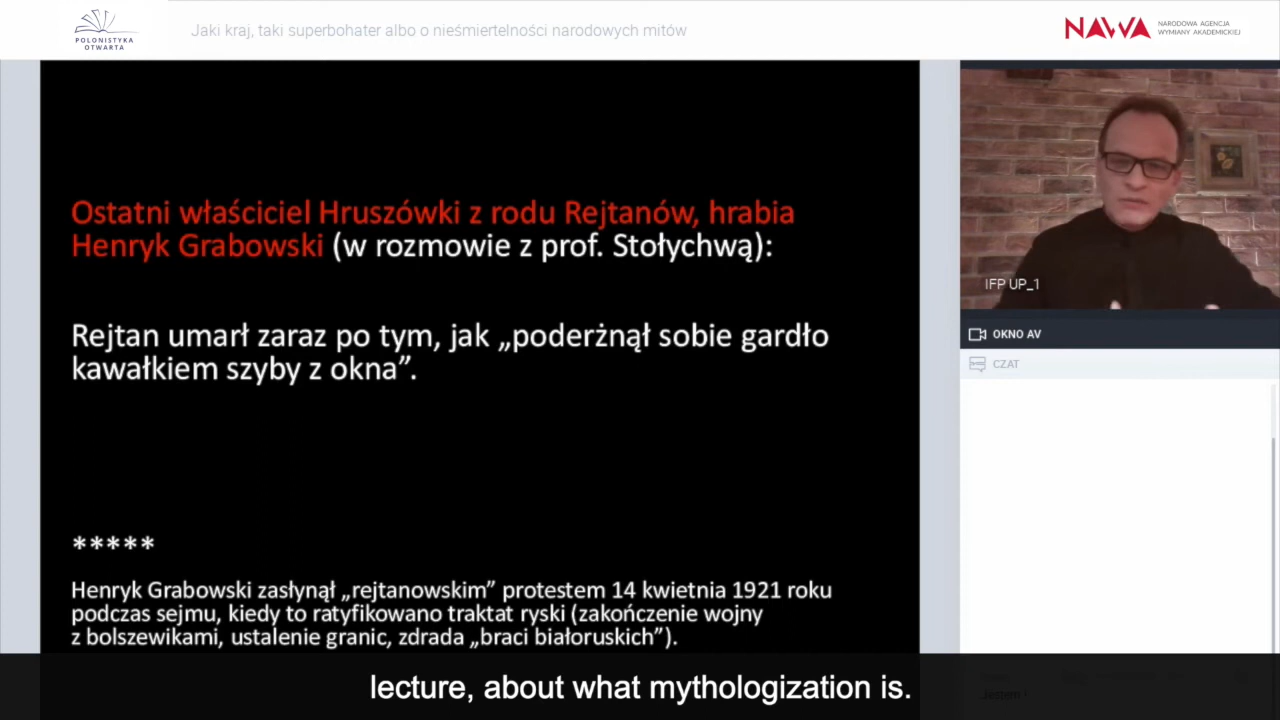 POLONISTYKA
OTWARTA
Jaki kraj, taki superbohater albo o nieśmiertelności narodowych mitów
NAWA
NARODOWA AGENCJA
WYMIANY AKADEMICKIEJ
Ostatni właściciel Hruszówki z rodu Rejtanów, hrabia
Henryk Grabowski (w rozmowie z prof. Stołychwą):
Rejtan umarł zaraz po tym, jak „poderżnął sobie gardło
kawałkiem szyby z okna”.
*****
Henryk Grabowski zasłynął „rejtanowskim” protestem 14 kwietnia 1921 roku
podczas sejmu, kiedy to ratyfikowano traktat ryski (zakończenie wojny
z bolszewikami, ustalenie granic, zdrada „braci białoruskich”).
IFP UP_1
OKNO AV
CZAT
lecture, about what mythologization is.